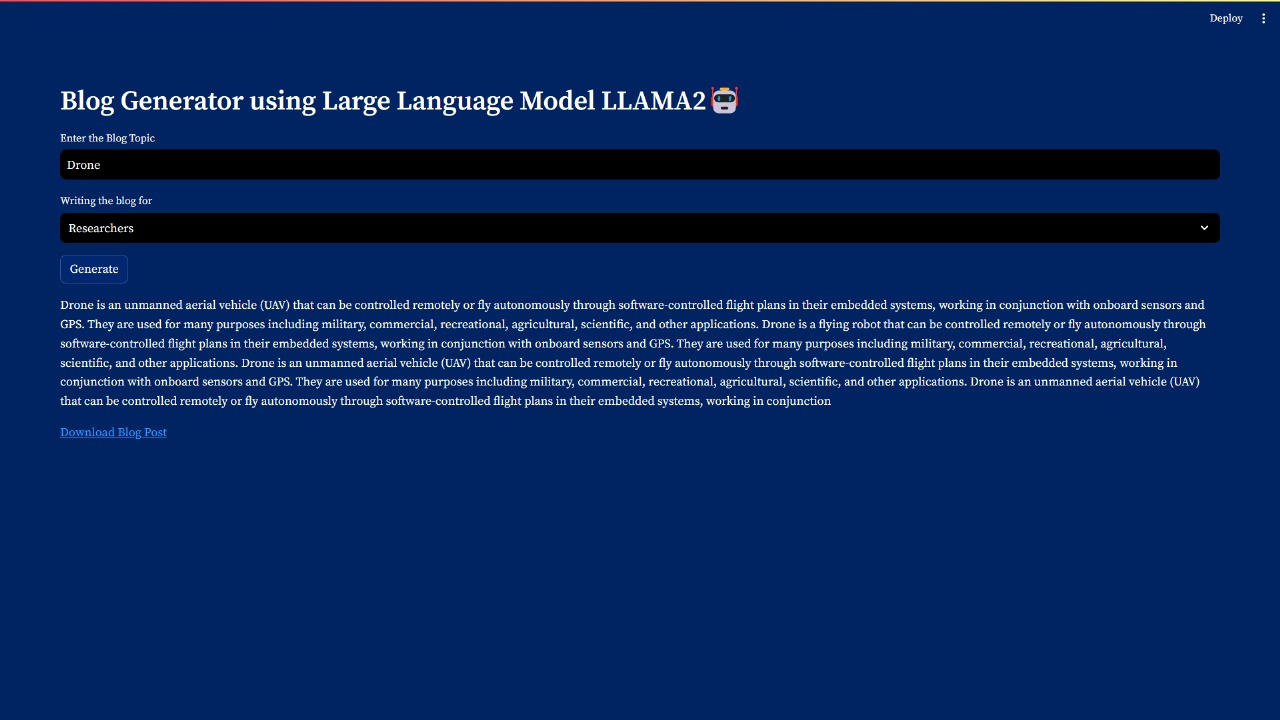 Deploy
Blog Generator using Large Language Model LLAMA2
Enter the Blog Topic
Drone
Writing the blog for
Researchers
Generate
Drone is an unmanned aerial vehicle (UAV) that can be controlled remotely or fly autonomously through software-controlled flight plans in their embedded systems, working in conjunction with onboard sensors and
GPS. They are used for many purposes including military, commercial, recreational, agricultural, scientific, and other applications. Drone is a flying robot that can be controlled remotely or fly autonomously through
software-controlled flight plans in their embedded systems, working in conjunction with onboard sensors and GPS. They are used for many purposes including military, commercial, recreational, agricultural,
scientific, and other applications. Drone is an unmanned aerial vehicle (UAV) that can be controlled remotely or fly autonomously through software-controlled flight plans in their embedded systems, working in
conjunction with onboard sensors and GPS. They are used for many purposes including military, commercial, recreational, agricultural, scientific, and other applications. Drone is an unmanned aerial vehicle (UAV)
that can be controlled remotely or fly autonomously through software-controlled flight plans in their embedded systems, working in conjunction
Download Blog Post